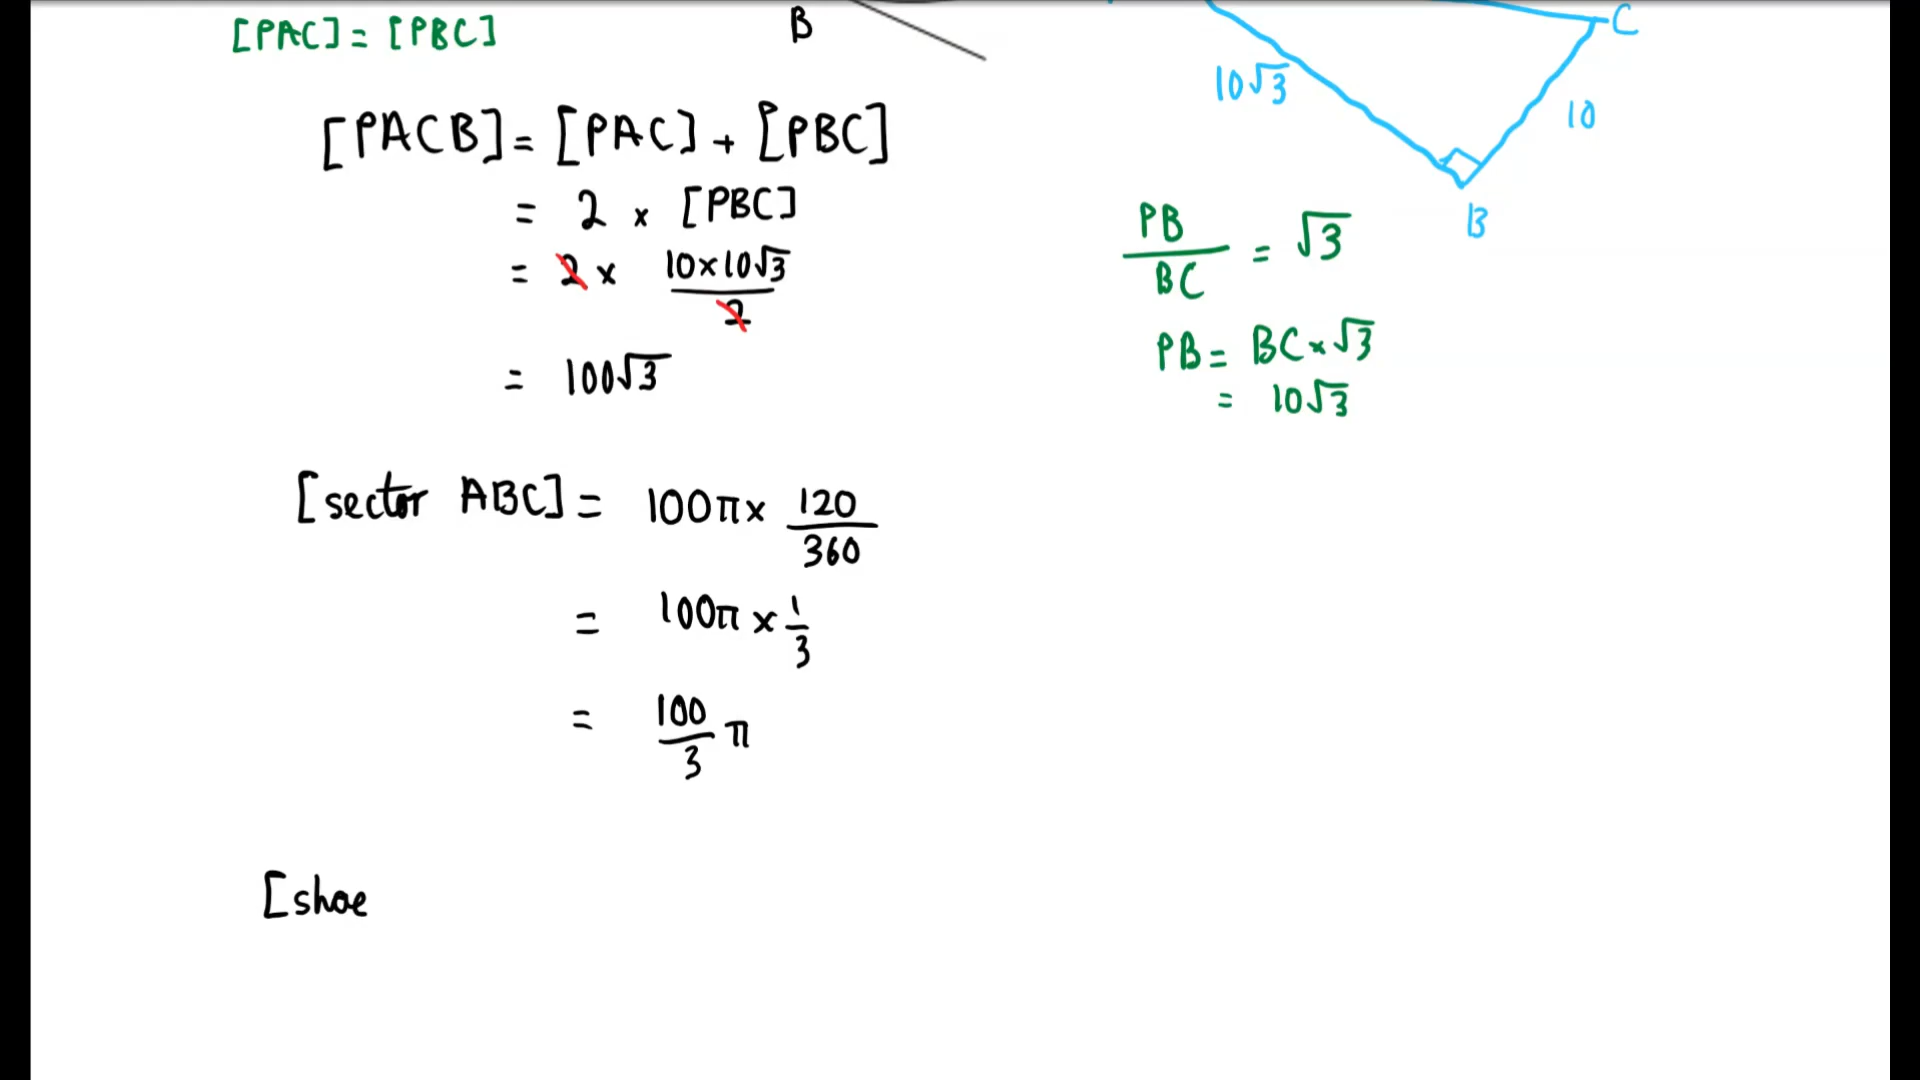 [PAC] = [PBC]
B
C
10√3
10
B
[PACB] = [PAC] + [PBC]
= 2 × [PBC]
= 2 × 10×10√3/2
= 100√3
PB/BC = √3
PB = BC × √3
= 10√3
[sector ABC] = 100π × 120/360
= 100π × 1/3
= 100/3 π
[shae